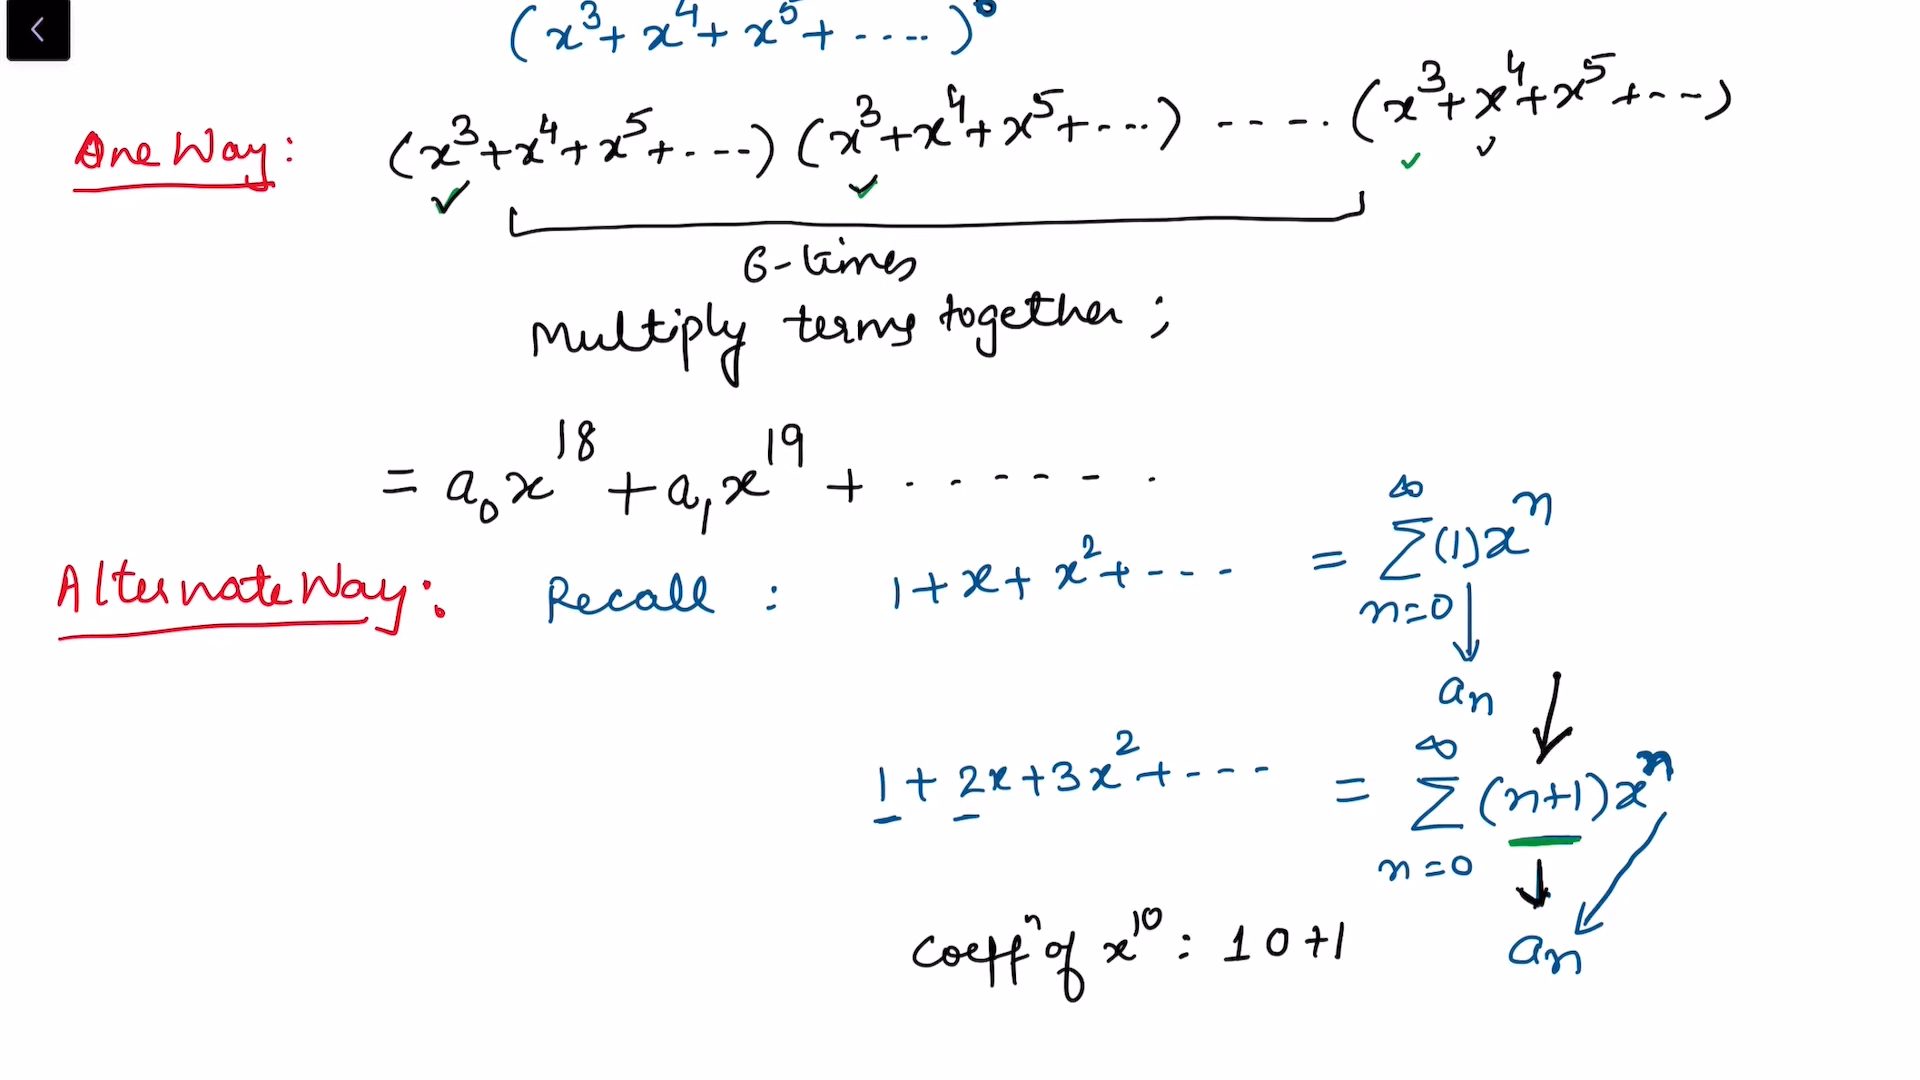 (x³ + x⁴ + x⁵ + .....)⁶
One Way: (x³ + x⁴ + x⁵ + ....) (x³ + x⁴ + x⁵ + ....) ----. (x³ + x⁴ + x⁵ + ---)
6-times
Multiply terms together ;
= a₀x¹⁸ + a₁x¹⁹ + .......
Alternate Way: Recall : 1 + x + x² + ---- = ∑_{n=0}^{∞} (1)xⁿ
aₙ
1 + 2x + 3x² + ---- = ∑_{n=0}^{∞} (n+1)xⁿ
aₙ
Coeffⁿ of x¹⁰ : 10+1